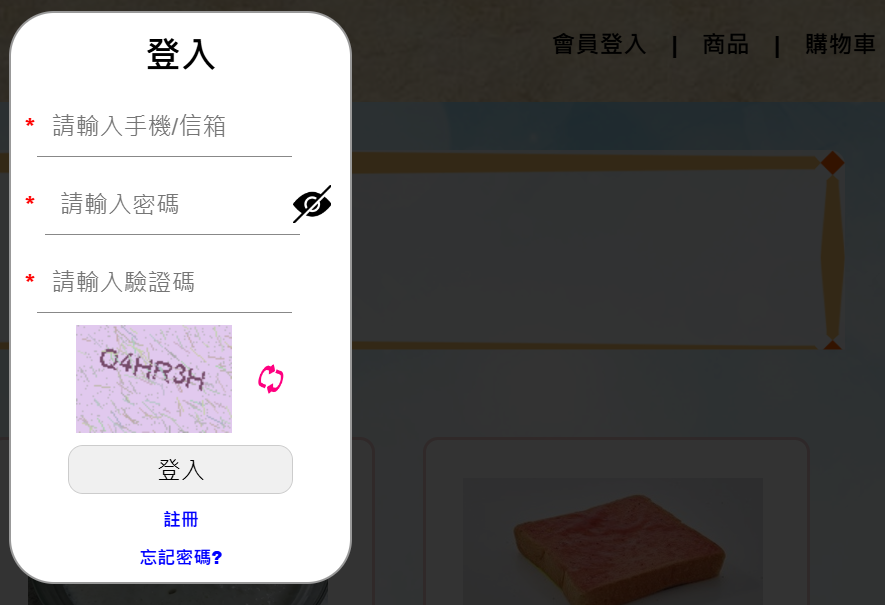 登入
會員登入 | 商品 | 購物車
* 請輸入手機/信箱
* 請輸入密碼
* 請輸入驗證碼
Q4HR3H
登入
註冊
忘記密碼?